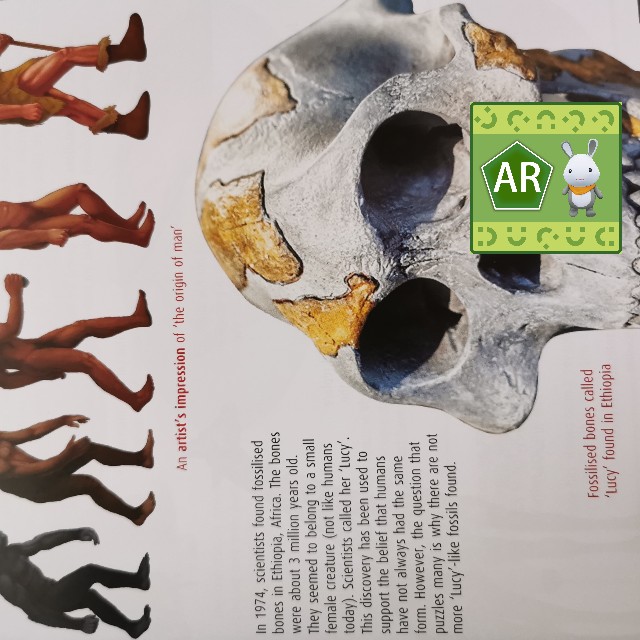 An artist's impression of 'the origin of man'
In 1974, scientists found fossilised
bones in Ethiopia, Africa. The bones
were about 3 million years old.
They seemed to belong to a small
female creature (not like humans
today). Scientists called her 'Lucy'.
This discovery has been used to
support the belief that humans
have not always had the same
form. However, the question that
puzzles many is why there are not
more 'Lucy'-like fossils found.
Fossilised bones called
'Lucy' found in Ethiopia
AR